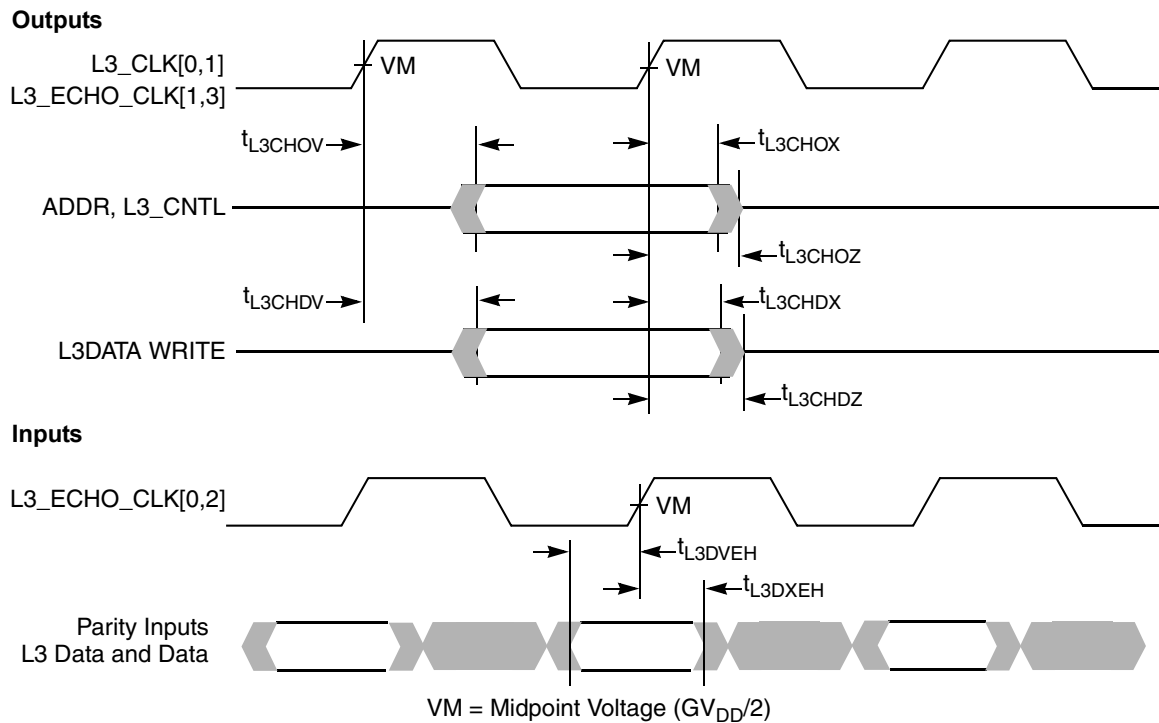 Outputs
L3_CLK[0,1]
VM
VM
L3_ECHO_CLK[1,3]
tL3CHOV
tL3CHOX
ADDR, L3_CNTL
tL3CHOZ
tL3CHDV
tL3CHDX
L3DATA WRITE
tL3CHDZ
Inputs
L3_ECHO_CLK[0,2]
VM
tL3DVEH
tL3DXEH
Parity Inputs
L3 Data and Data
VM = Midpoint Voltage (GVDD/2)